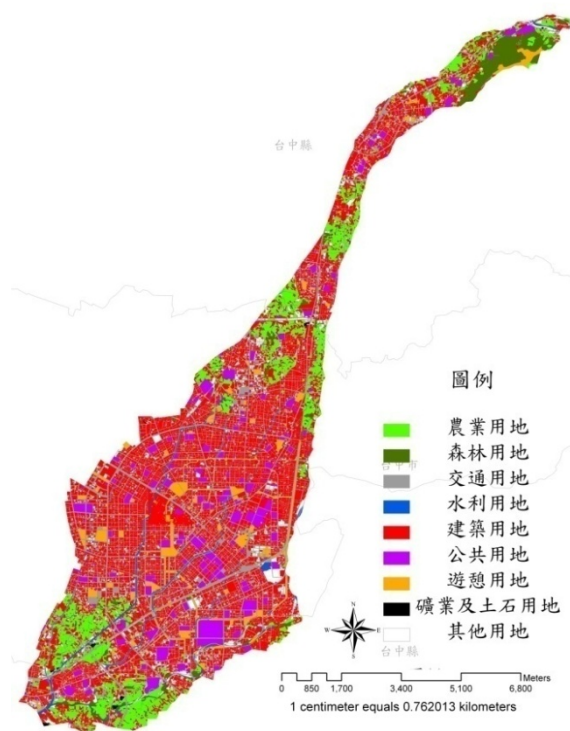 台中縣
圖例
農業用地
森林用地
台中市
交通用地
水利用地
建築用地
公共用地
遊憩用地
礦業及土石用地
其他用地
N
W E
S
台中縣
Meters
0 850 1,700 3,400 5,100 6,800
1 centimeter equals 0.762013 kilometers